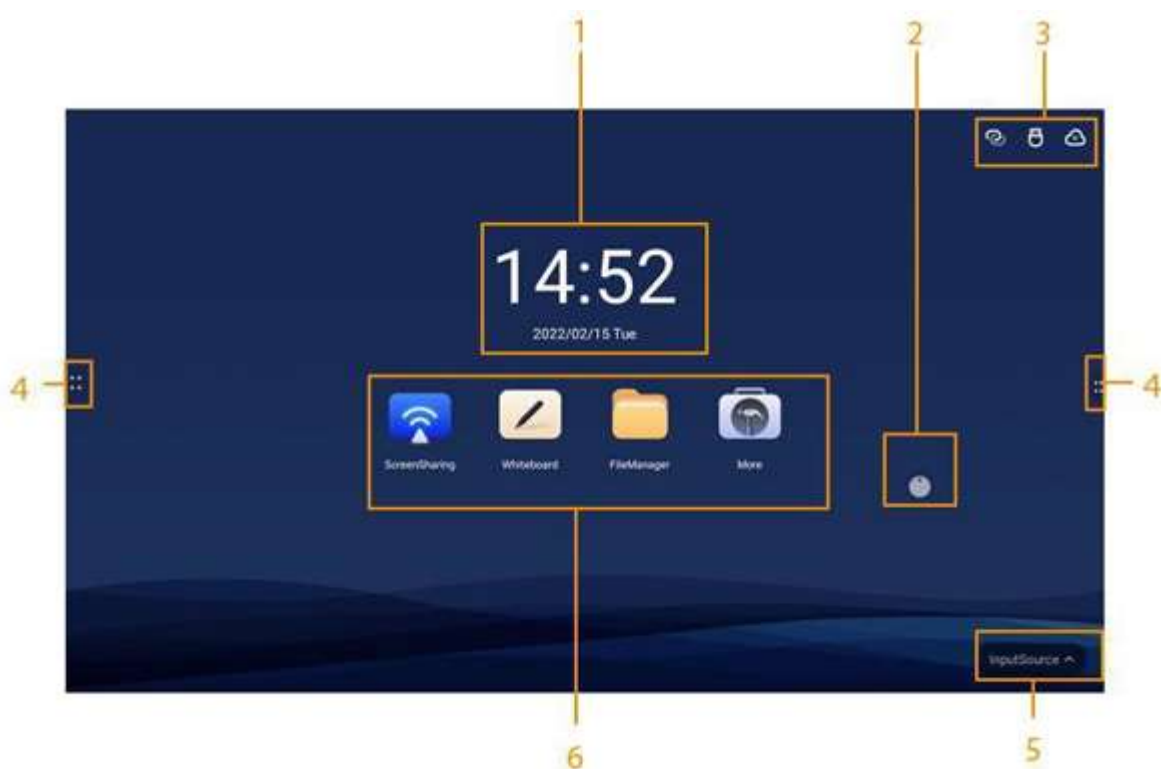 1 2 3
14:52
2022/02/15 Tue
4 4
ScreenSharing Whiteboard FileManager More
InputSource
6 5